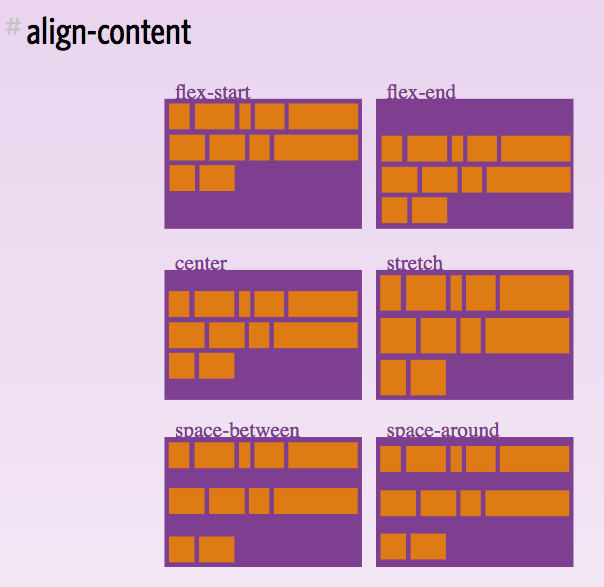 # align-content
flex-start
flex-end
center
stretch
space-between
space-around